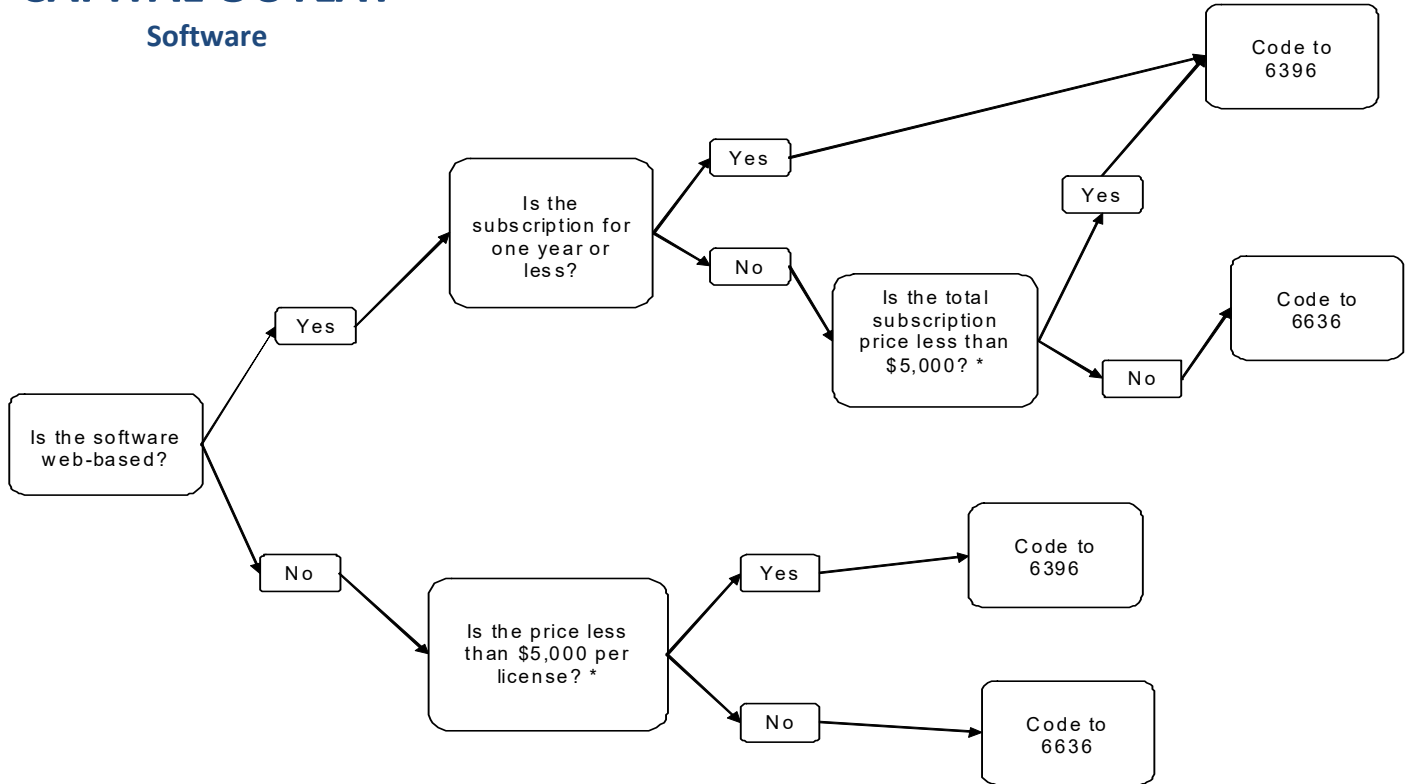 CAPITAL OUTLAY
Software
Code to
6396
Yes
Is the
subscription for
one year or
less?
Yes
No
Is the total
subscription
price less than
$5,000? *
Code to
6636
Yes
No
Is the software
web-based?
No
Is the price less
than $5,000 per
license? *
Yes
Code to
6396
No
Code to
6636